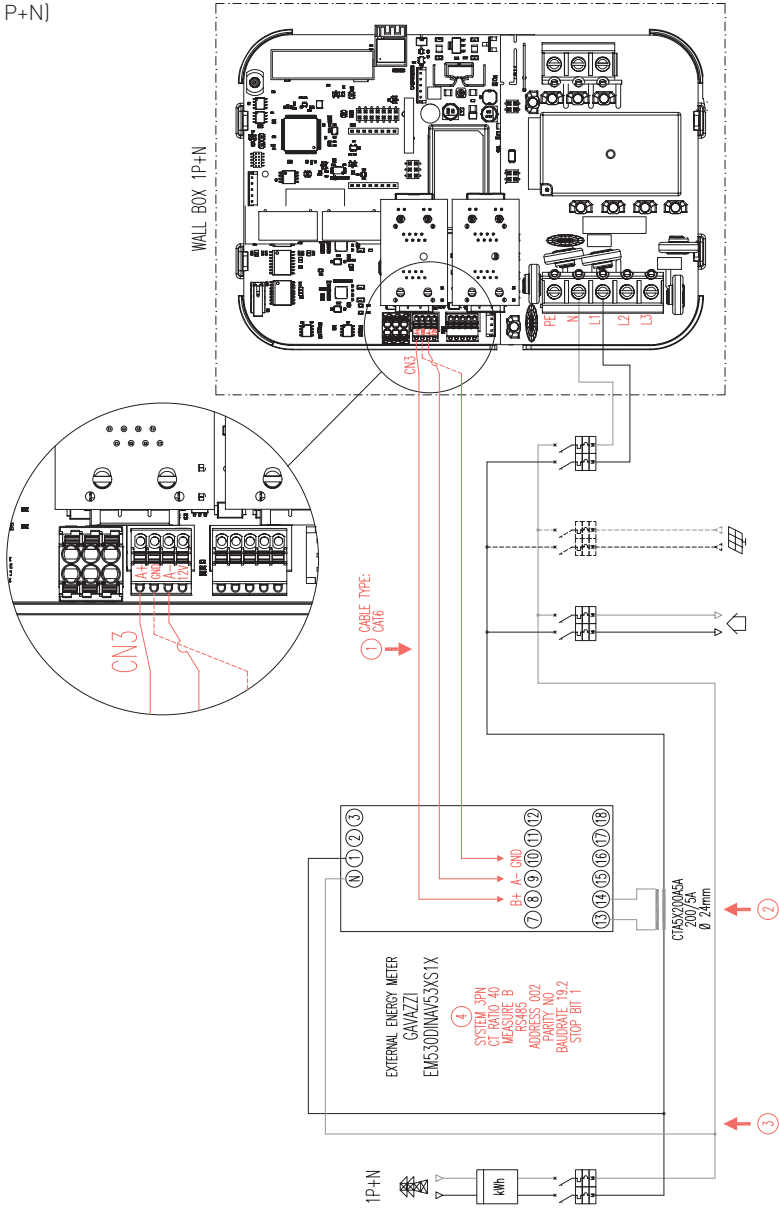 P+N)
WALL BOX 1P+N
PE
N
L1
L2
L3
CN3
A+
GND
A-
12V
CN3
1
CABLE TYPE:
CAT6
3
2
1
N
12
11
10
9
8
7
GND
A-
B+
18
17
16
15
14
13
CTA5X200A5A
200/5A
Ø 24mm
2
EXTERNAL ENERGY METER
GAVAZZI
EM530DINAV53XS1X
4
SYSTEM 3PN
CT RATIO 40
MEASURE B
RS485
ADDRESS 002
PARITY NO
BAUDRATE 19.2
STOP BIT 1
3
1P+N
kWh